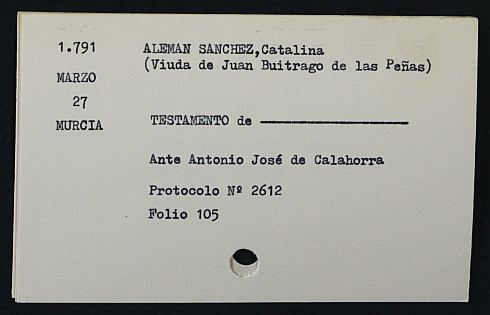 1.791
MARZO
27
MURCIA
ALEMAN SANCHEZ,Catalina
(Viuda de Juan Buitrago de las Peñas)
TESTAMENTO de ———————————
Ante Antonio José de Calahorra
Protocolo Nº 2612
Folio 105